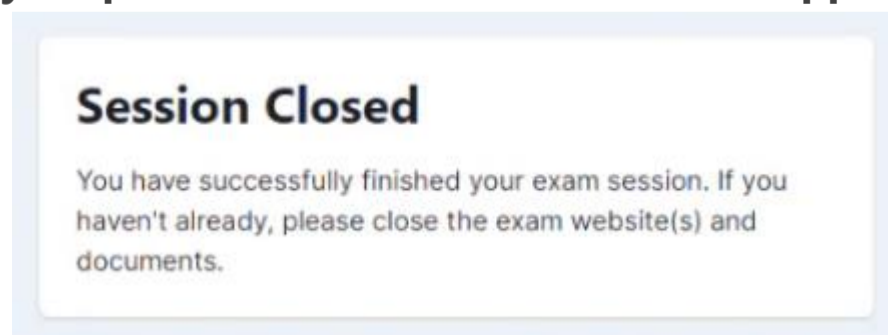 Session Closed
You have successfully finished your exam session. If you
haven't already, please close the exam website(s) and
documents.